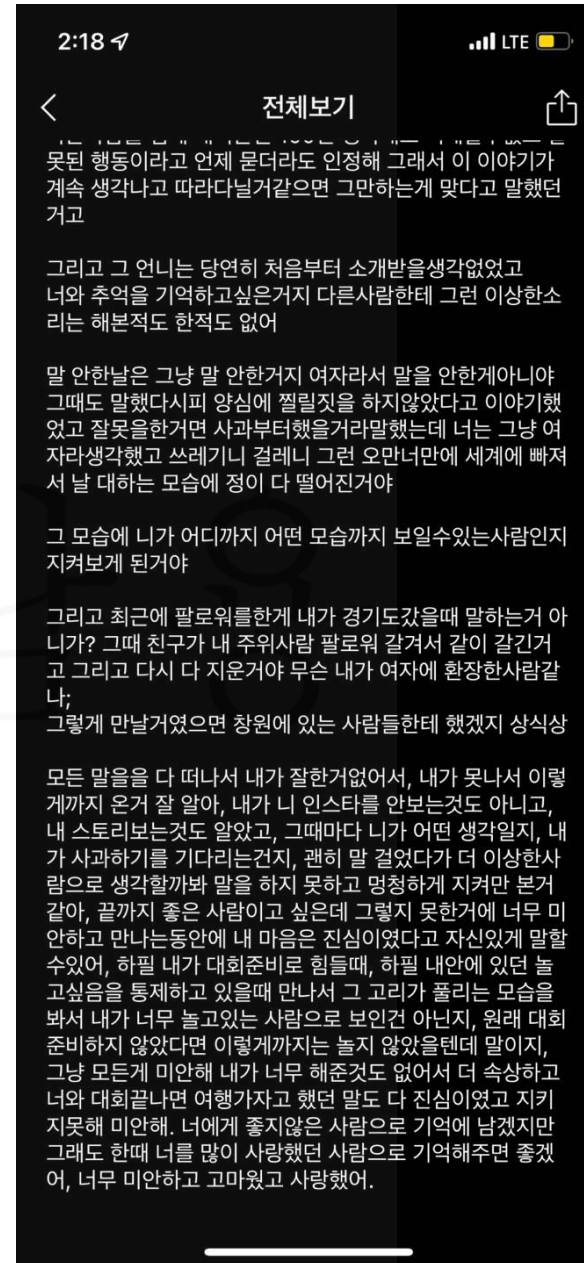 2:18
LTE
전체보기
못된 행동이라고 언제 묻더라도 인정해 그래서 이 이야기가
계속 생각나고 따라다닐거같으면 그만하는게 맞다고 말했던
거고
그리고 그 언니는 당연히 처음부터 소개받을생각없었고
너와 추억을 기억하고싶은거지 다른사람한테 그런 이상한소
리는 해본적도 한적도 없어
말 안한날은 그냥 말 안한거지 여자라서 말을 안한게아니야
그때도 말했다시피 양심에 찔릴짓을 하지않았다고 이야기했
었고 잘못을한거면 사과부터했을거라말했는데 너는 그냥 여
자라생각했고 쓰레기니 걸레니 그런 오만너만에 세계에 빠져
서 날 대하는 모습에 정이 다 떨어진거야
그 모습에 니가 어디까지 어떤 모습까지 보일수있는사람인지
지켜보게 된거야
그리고 최근에 팔로워를한게 내가 경기도갔을때 말하는거 아
니가? 그때 친구가 내 주위사람 팔로워 갈겨서 같이 갈긴거
고 그리고 다시 다 지운거야 무슨 내가 여자에 환장한사람같
나;
그렇게 만날거였으면 창원에 있는 사람들한테 했겠지 상식상
모든 말을을 다 떠나서 내가 잘한거없어서, 내가 못나서 이렇
게까지 온거 잘 알아, 내가 니 인스타를 안보는것도 아니고,
내 스토리보는것도 알았고, 그때마다 니가 어떤 생각일지, 내
가 사과하기를 기다리는건지, 괜히 말 걸었다가 더 이상한사
람으로 생각할까봐 말을 하지 못하고 멍청하게 지켜만 본거
같아, 끝까지 좋은 사람이고 싶은데 그렇지 못한거에 너무 미
안하고 만나는동안에 내 마음은 진심이였다고 자신있게 말할
수있어, 하필 내가 대회준비로 힘들때, 하필 내안에 있던 놀
고싶음을 통제하고 있을때 만나서 그 고리가 풀리는 모습을
봐서 내가 너무 놀고있는 사람으로 보인건 아닌지, 원래 대회
준비하지 않았다면 이렇게까지는 놀지 않았을텐데 말이지,
그냥 모든게 미안해 내가 너무 해준것도 없어서 더 속상하고
너와 대회끝나면 여행가자고 했던 말도 다 진심이였고 지키
지못해 미안해. 너에게 좋지않은 사람으로 기억에 남겠지만
그래도 한때 너를 많이 사랑했던 사람으로 기억해주면 좋겠
어, 너무 미안하고 고마웠고 사랑했어.